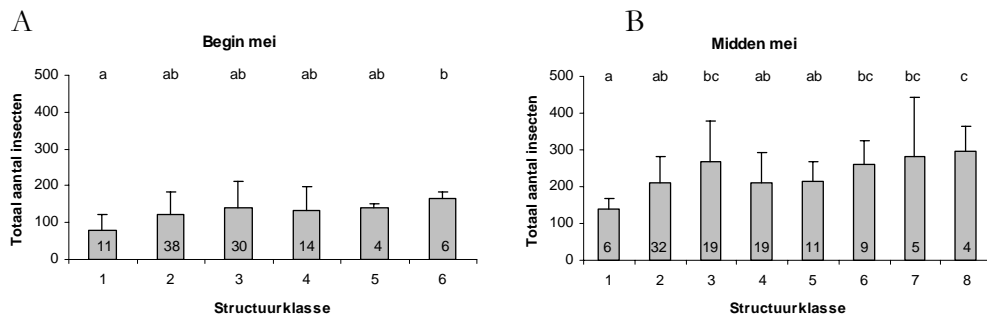 A
Begin mei
Totaal aantal insecten
500
400
300
200
100
0
a ab ab ab ab b
11 38 30 14 4 6
1 2 3 4 5 6
Structuurklasse
B
Midden mei
Totaal aantal insecten
500
400
300
200
100
0
a ab bc ab ab bc bc c
6 32 19 19 11 9 5 4
1 2 3 4 5 6 7 8
Structuurklasse